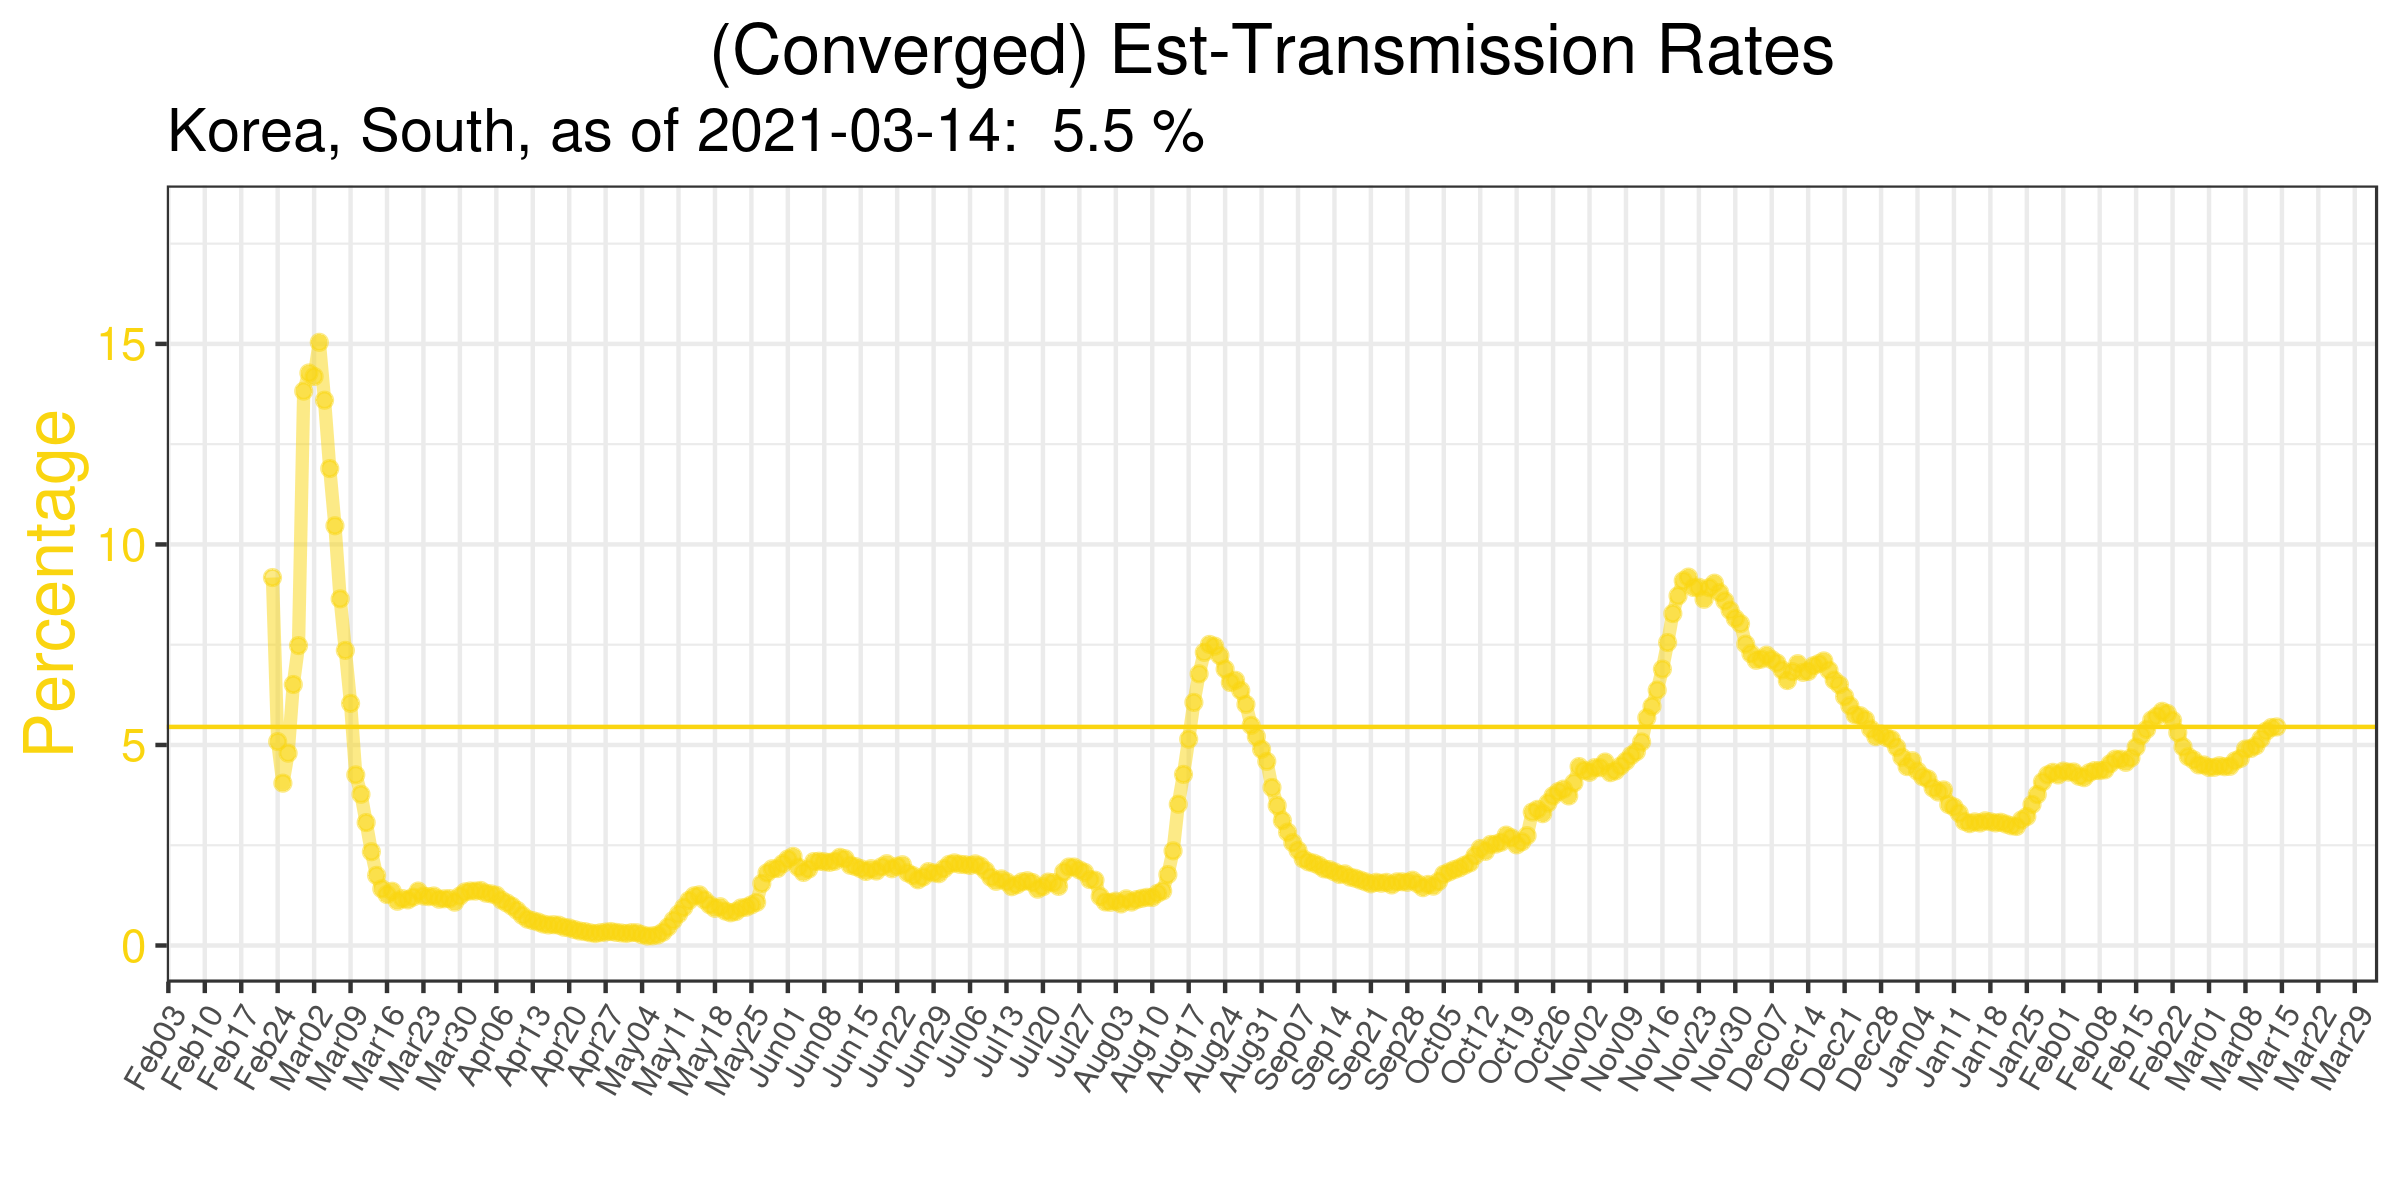 (Converged) Est-Transmission Rates
Korea, South, as of 2021-03-14:  5.5 %
Percentage
15
10
5
0
Feb03
Feb10
Feb17
Feb24
Mar02
Mar09
Mar16
Mar23
Mar30
Apr06
Apr13
Apr20
Apr27
May04
May11
May18
May25
Jun01
Jun08
Jun15
Jun22
Jun29
Jul06
Jul13
Jul20
Jul27
Aug03
Aug10
Aug17
Aug24
Aug31
Sep07
Sep14
Sep21
Sep28
Oct05
Oct12
Oct19
Oct26
Nov02
Nov09
Nov16
Nov23
Nov30
Dec07
Dec14
Dec21
Dec28
Jan04
Jan11
Jan18
Jan25
Feb01
Feb08
Feb15
Feb22
Mar01
Mar08
Mar15
Mar22
Mar29